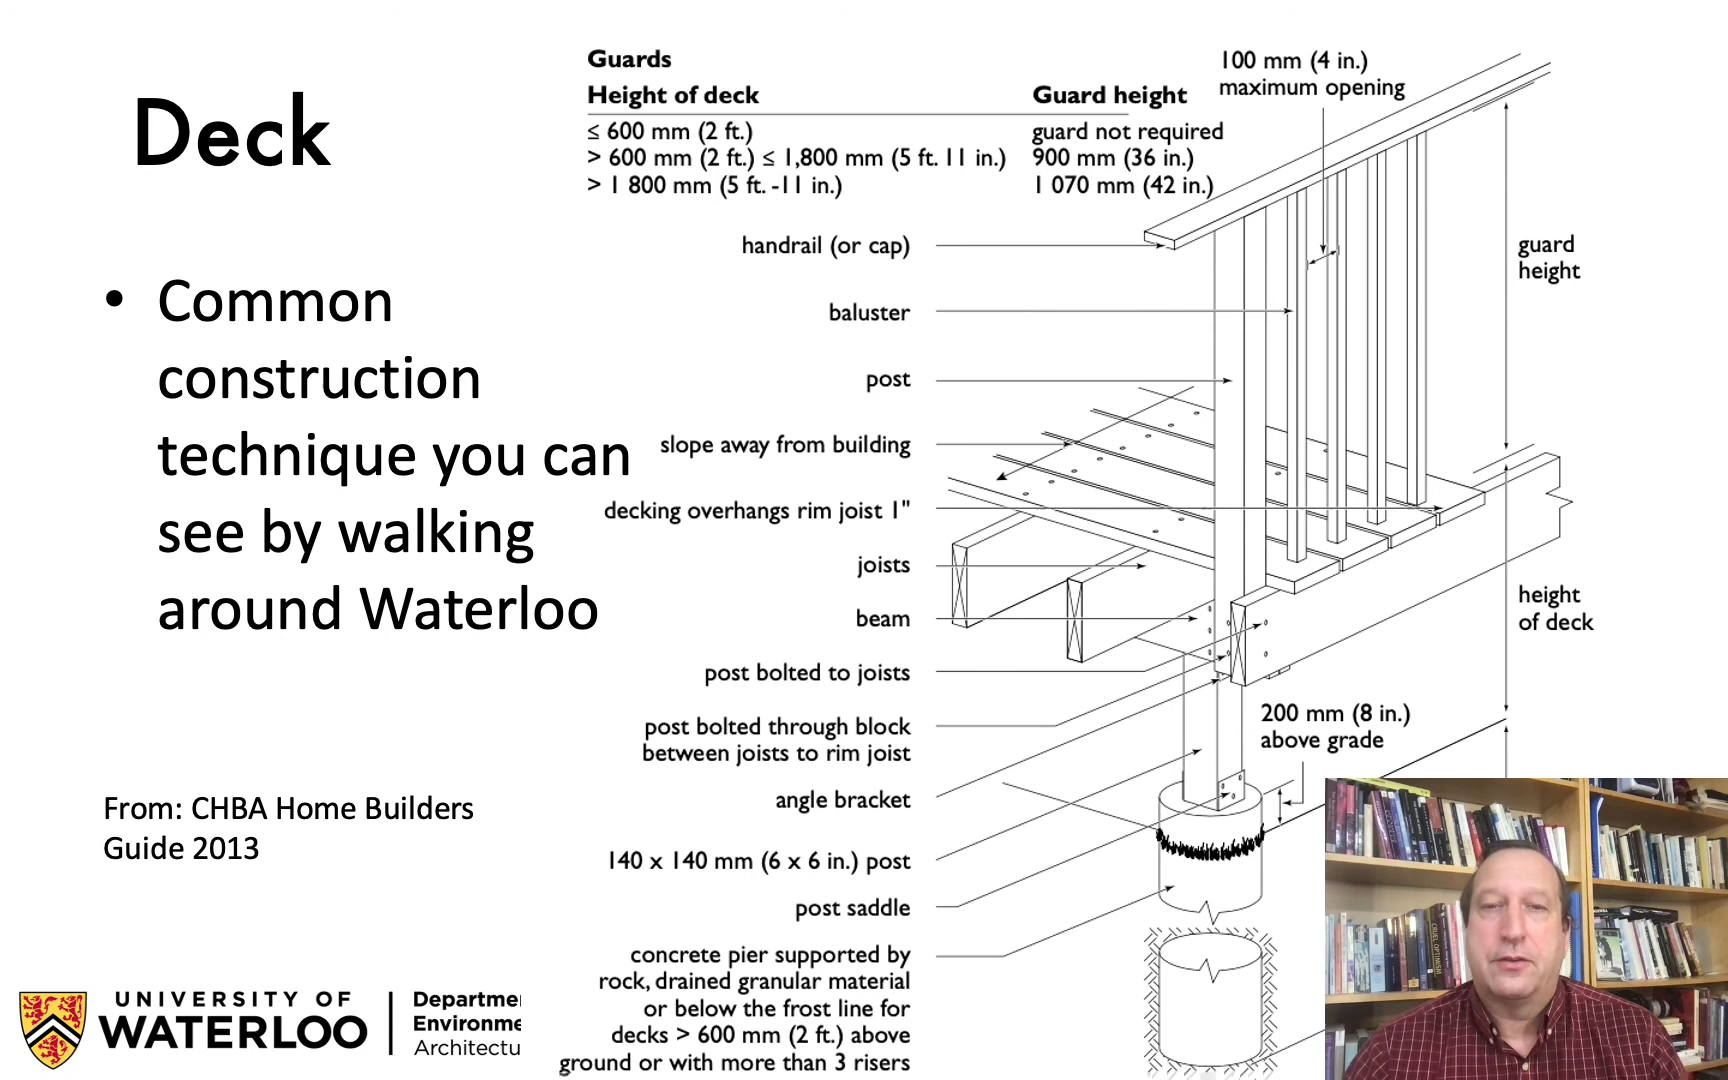 Deck
• Common
construction
technique you can
see by walking
around Waterloo
From: CHBA Home Builders
Guide 2013
UNIVERSITY OF
WATERLOO
Departme
Environme
Architectu
Guards
Height of deck Guard height
≤ 600 mm (2 ft.) guard not required
> 600 mm (2 ft.) ≤ 1,800 mm (5 ft. 11 in.) 900 mm (36 in.)
> 1 800 mm (5 ft. -11 in.) 1 070 mm (42 in.)
100 mm (4 in.)
maximum opening
handrail (or cap)
baluster
post
slope away from building
decking overhangs rim joist 1"
joists
beam
post bolted to joists
post bolted through block
between joists to rim joist
angle bracket
140 x 140 mm (6 x 6 in.) post
post saddle
concrete pier supported by
rock, drained granular material
or below the frost line for
decks > 600 mm (2 ft.) above
ground or with more than 3 risers
guard
height
height
of deck
200 mm (8 in.)
above grade
CRUEL OPTIMISM